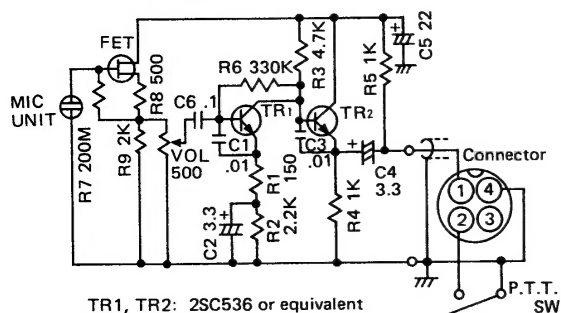 FET
MIC
UNIT
R7 200M
R8 500
R9 2K
VOL
500
C6 .1
R6 330K
R3 4.7K
TR1
C1
.01
R1
150
C2 3.3
+
R2
2.2K
TR2
C3
.01
R4 1K
+
C4
3.3
R5 1K
+
C5 22
Connector
1
4
2
3
P.T.T.
SW
TR1, TR2: 2SC536 or equivalent